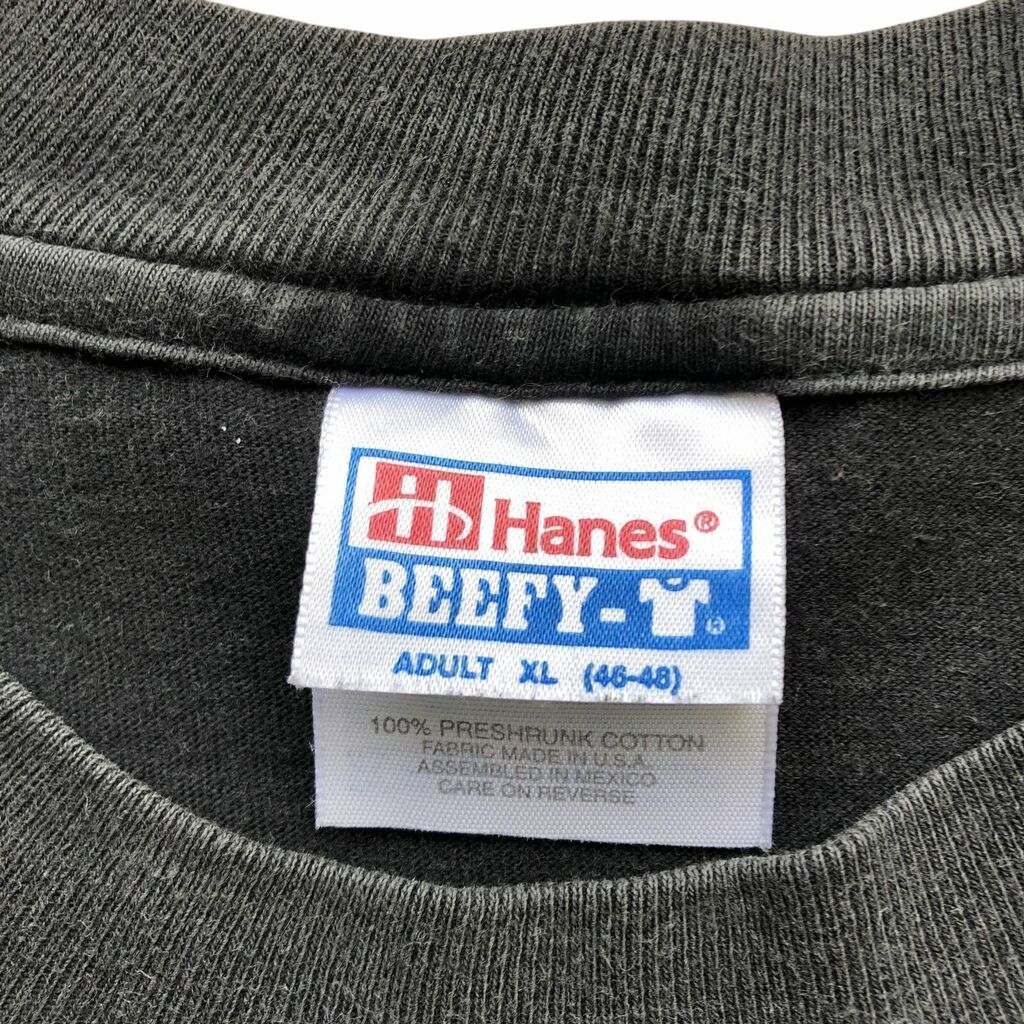 Hanes®
BEEFY-
ADULT XL (46-48)
100% PRESHRUNK COTTON
FABRIC MADE IN U.S.A.
ASSEMBLED IN MEXICO
CARE ON REVERSE